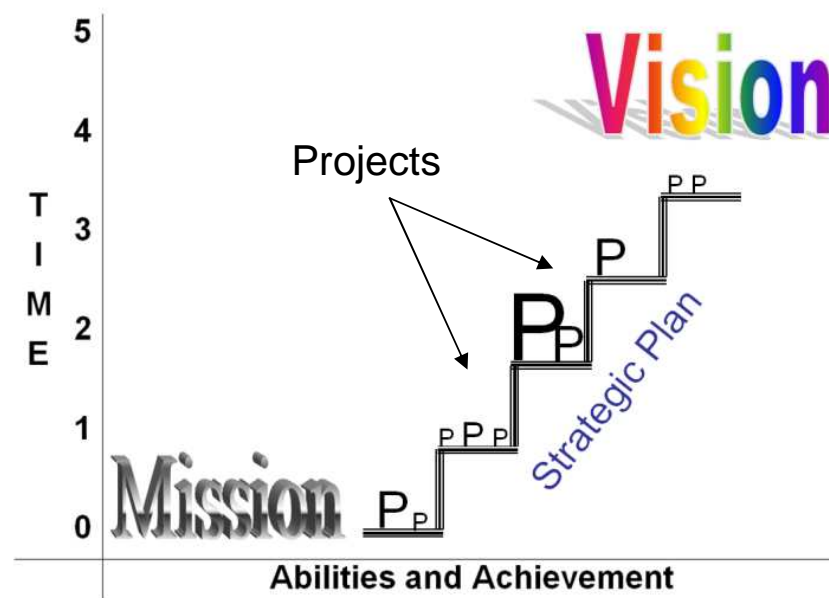 5
Vision
4
Projects
P P
T
I
M
E
3
P
2
P P
Strategic Plan
1
P P P
Mission
P P
0
Abilities and Achievement